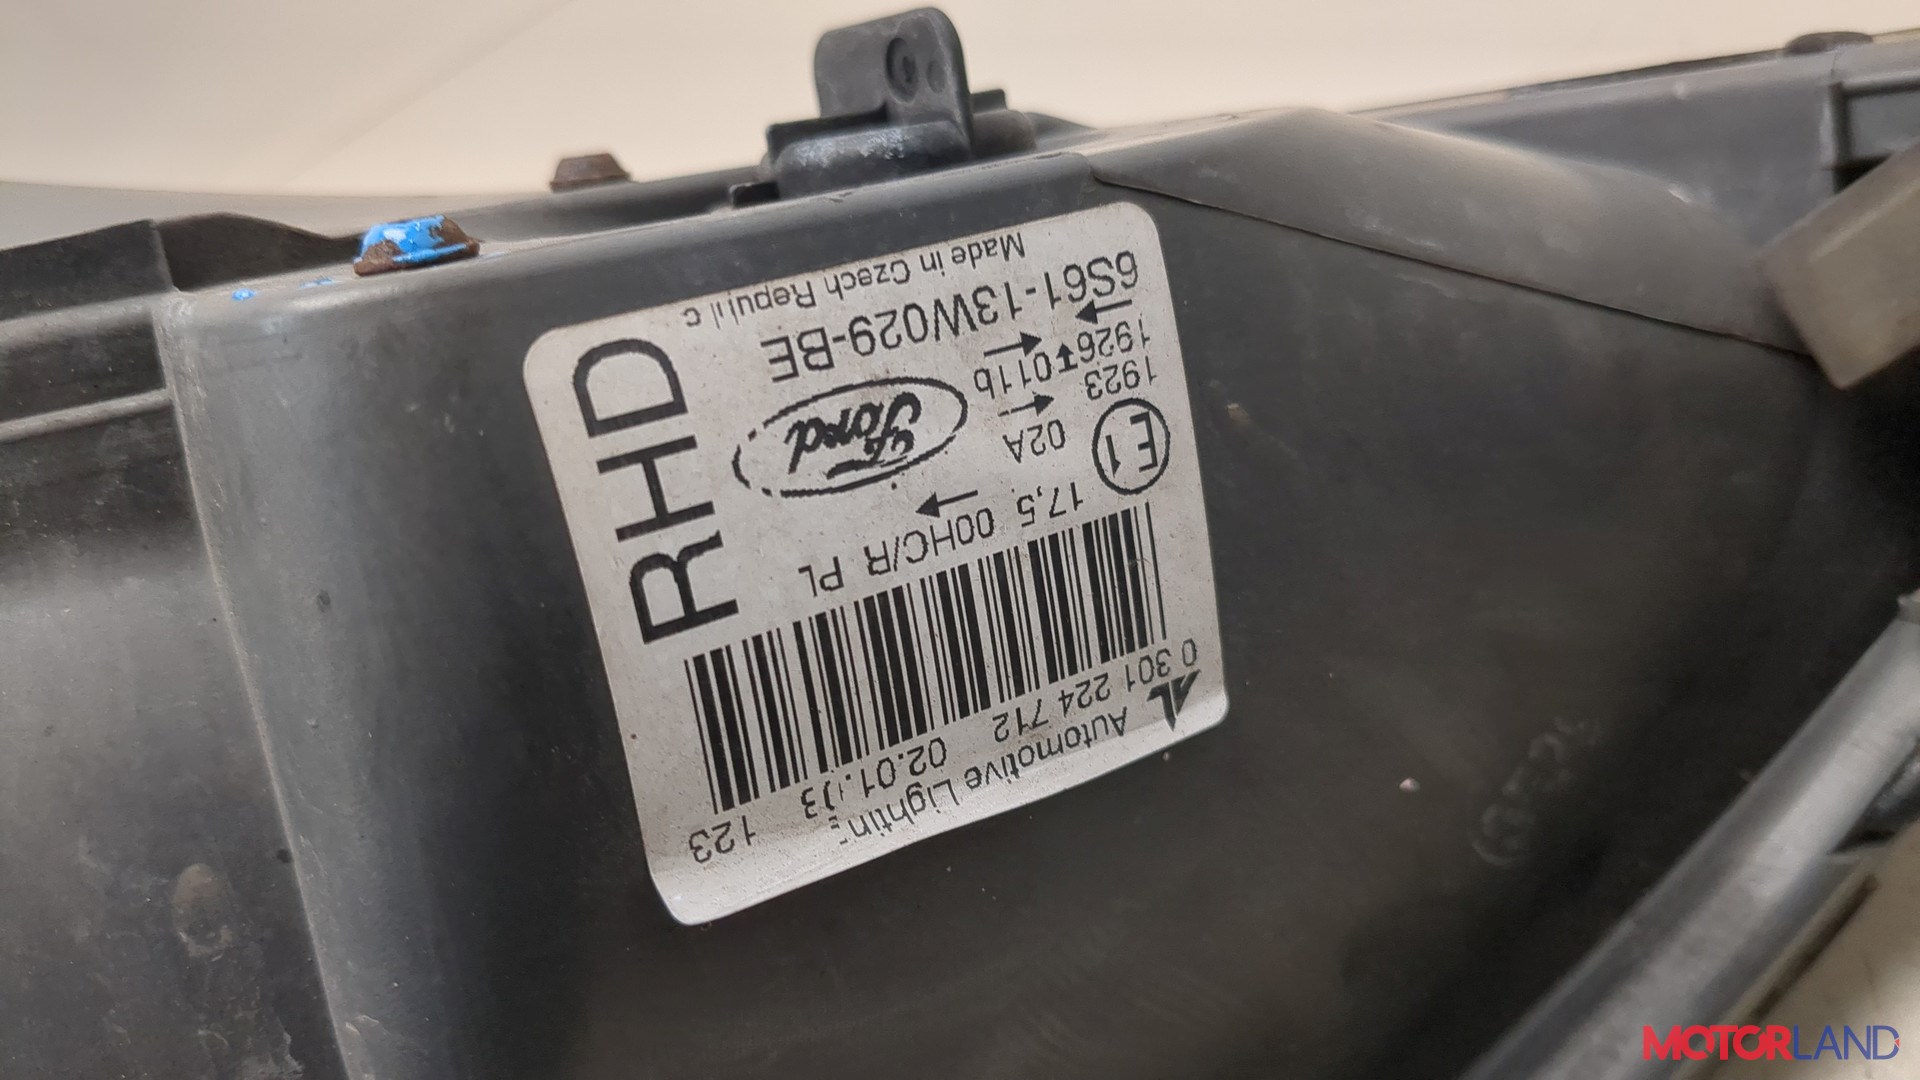 Automotive Lightin
0 301 224 712 02.01.03 123
17,5 00HC/R PL
E1 02A
1923
1926 011b
Ford
6S61-13W029-BE
Made in Czech Republic
RHD
MOTORLAND